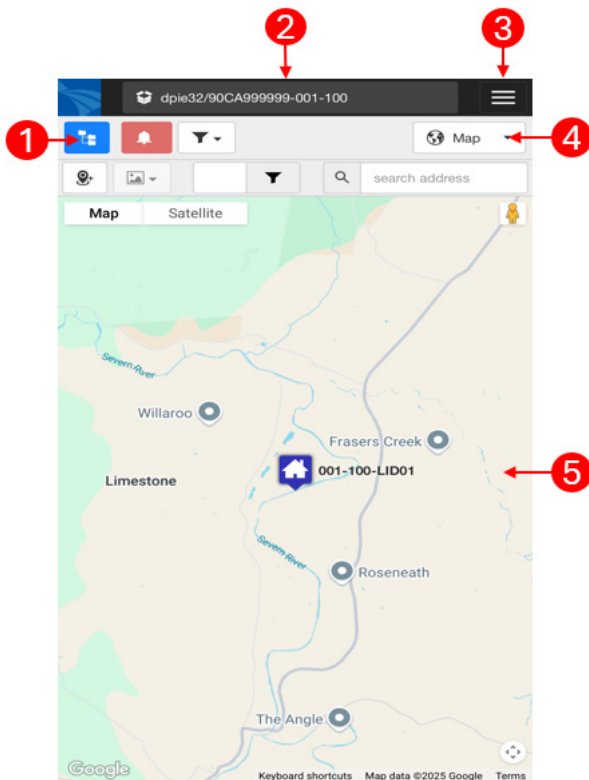 2
3
dpie32/90CA999999-001-100
1
Map
4
search address
Map Satellite
Severn River
Willaroo
Frasers Creek
001-100-LID01
5
Limestone
Severn River
Roseneath
The Angle
Google
Keyboard shortcuts Map data ©2025 Google Terms